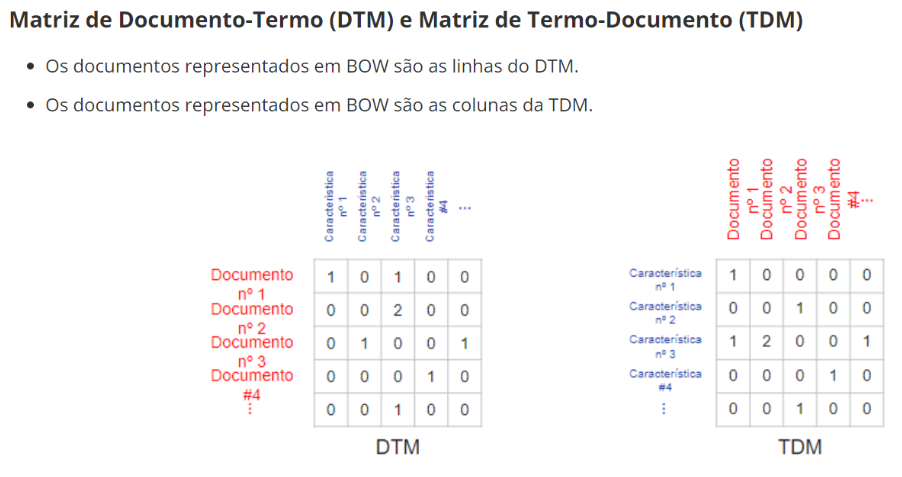 Matriz de Documento-Termo (DTM) e Matriz de Termo-Documento (TDM)
• Os documentos representados em BOW são as linhas do DTM.
• Os documentos representados em BOW são as colunas da TDM.
Característica
nº 1
Característica
nº 2
Característica
nº 3
Característica
#4
...
Documento
nº 1
Documento
nº 2
Documento
nº 3
Documento
#4
⋮
1 0 1 0 0
0 0 2 0 0
0 1 0 0 1
0 0 0 1 0
0 0 1 0 0
DTM
Documento
nº 1
Documento
nº 2
Documento
nº 3
Documento
#4...
Característica
nº 1
Característica
nº 2
Característica
nº 3
Característica
#4
⋮
1 0 0 0 0
0 0 1 0 0
1 2 0 0 1
0 0 0 1 0
0 0 1 0 0
TDM